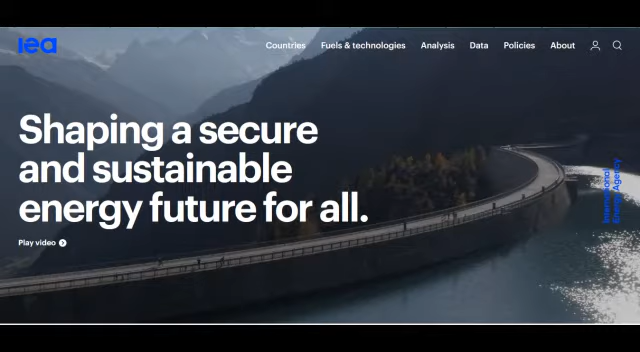 iea
Countries Fuels & technologies Analysis Data Policies About
Shaping a secure
and sustainable
energy future for all.
Play video
International
Energy Agency